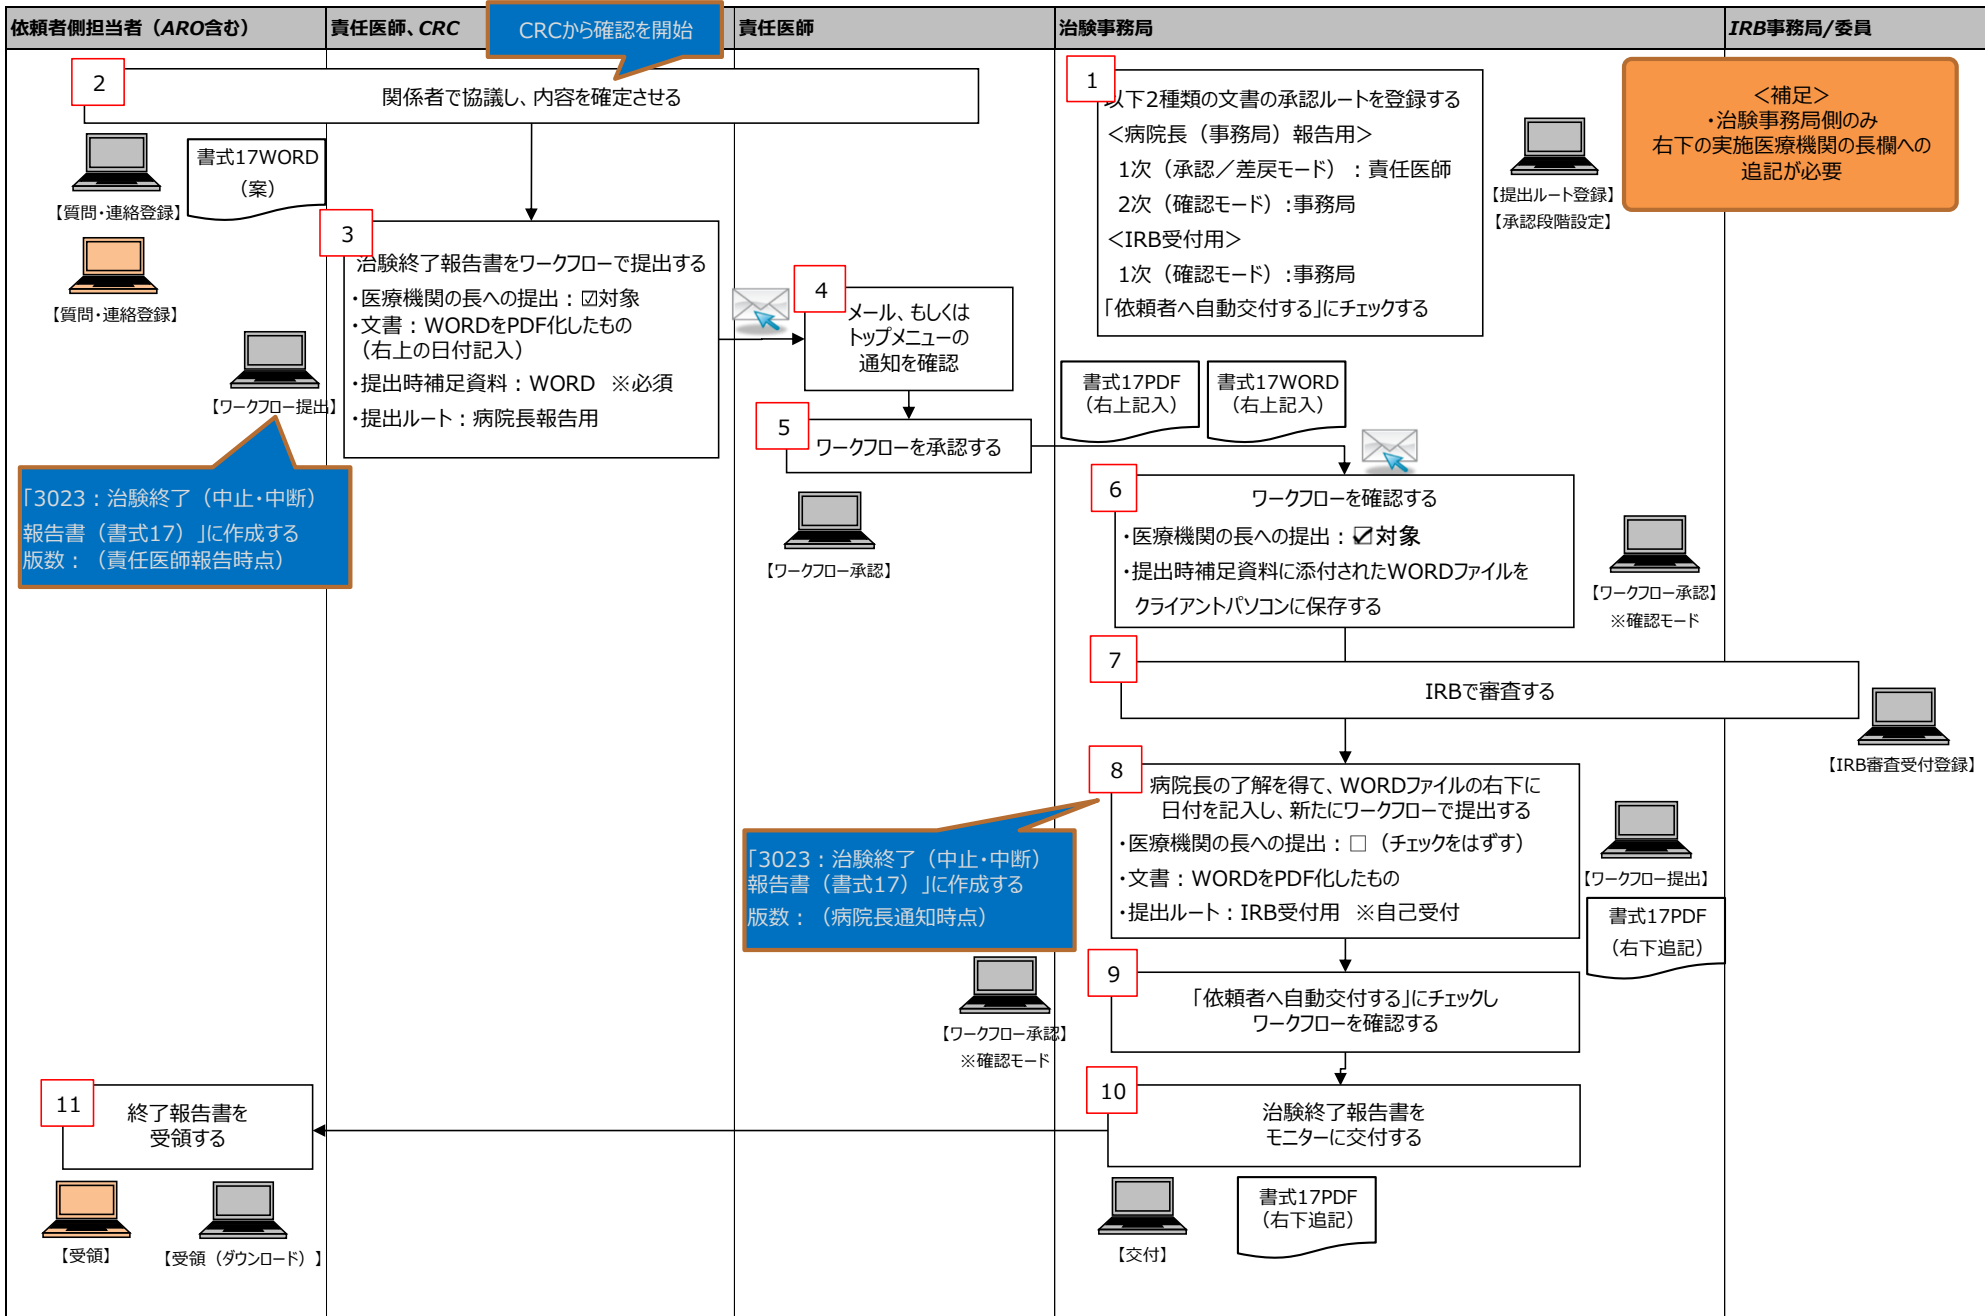 依頼者側担当者（ARO含む）
責任医師、CRC
CRCから確認を開始
責任医師
治験事務局
IRB事務局/委員
2
関係者で協議し、内容を確定させる
【質問・連絡登録】
書式17WORD
（案）
【質問・連絡登録】
1
以下2種類の文書の承認ルートを登録する
＜病院長（事務局）報告用＞
1次（承認／差戻モード）：責任医師
2次（確認モード）:事務局
＜IRB受付用＞
1次（確認モード）:事務局
「依頼者へ自動交付する」にチェックする
【提出ルート登録】
【承認段階設定】
＜補足＞
・治験事務局側のみ
右下の実施医療機関の長欄への
追記が必要
3
治験終了報告書をワークフローで提出する
・医療機関の長への提出：☑対象
・文書：WORDをPDF化したもの
（右上の日付記入）
・提出時補足資料：WORD　※必須
・提出ルート：病院長報告用
【ワークフロー提出】
「3023：治験終了（中止・中断）
報告書（書式17）」に作成する
版数：（責任医師報告時点）
4
メール、もしくは
トップメニューの
通知を確認
5
ワークフローを承認する
【ワークフロー承認】
書式17PDF
（右上記入）
書式17WORD
（右上記入）
6
ワークフローを確認する
・医療機関の長への提出：☑対象
・提出時補足資料に添付されたWORDファイルを
クライアントパソコンに保存する
【ワークフロー承認】
※確認モード
7
IRBで審査する
【IRB審査受付登録】
8
病院長の了解を得て、WORDファイルの右下に
日付を記入し、新たにワークフローで提出する
・医療機関の長への提出：□（チェックをはずす）
・文書：WORDをPDF化したもの
・提出ルート：IRB受付用　※自己受付
【ワークフロー提出】
書式17PDF
（右下追記）
「3023：治験終了（中止・中断）
報告書（書式17）」に作成する
版数：（病院長通知時点）
9
「依頼者へ自動交付する」にチェックし
ワークフローを確認する
【ワークフロー承認】
※確認モード
10
治験終了報告書を
モニターに交付する
【交付】
書式17PDF
（右下追記）
11
終了報告書を
受領する
【受領】
【受領（ダウンロード）】